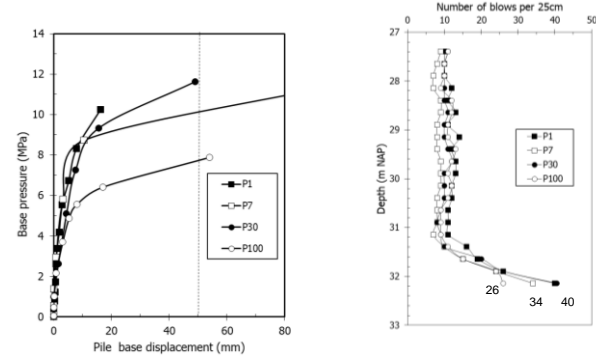 14
12
10
8
6
4
2
0
0 20 40 60 80
Base pressure (MPa)
Pile base displacement (mm)
P1
P7
P30
P100
Number of blows per 25cm
0 10 20 30 40 50
27
28
29
30
31
32
33
Depth (m NAP)
P1
P7
P30
P100
26 34 40